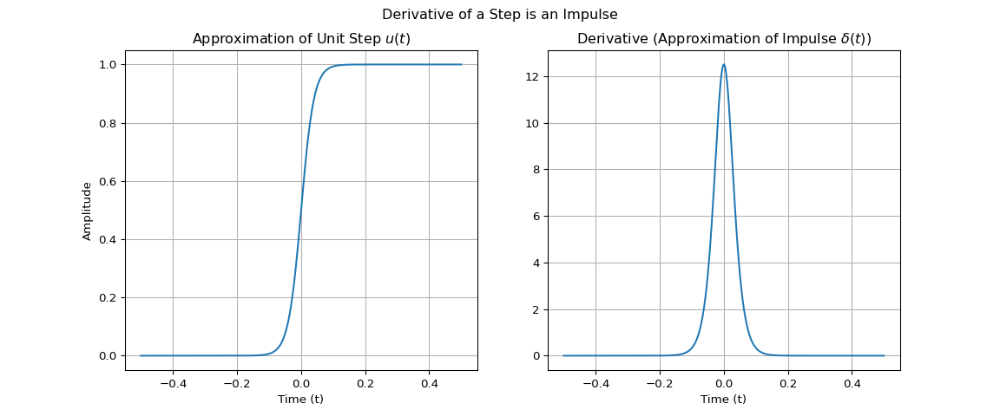 Derivative of a Step is an Impulse
Approximation of Unit Step u(t)
1.0
0.8
0.6
0.4
0.2
0.0
Amplitude
−0.4 −0.2 0.0 0.2 0.4
Time (t)
Derivative (Approximation of Impulse δ(t))
12
10
8
6
4
2
0
−0.4 −0.2 0.0 0.2 0.4
Time (t)